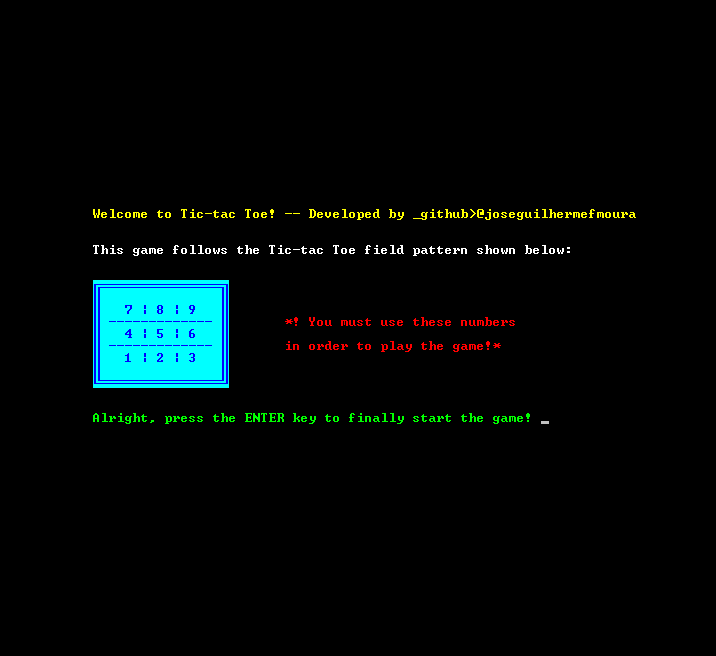 Welcome to Tic-tac Toe! -- Developed by _github>@joseguilhermefmoura
This game follows the Tic-tac Toe field pattern shown below:
7 ¦ 8 ¦ 9
4 ¦ 5 ¦ 6
1 ¦ 2 ¦ 3
*! You must use these numbers
in order to play the game!*
Alright, press the ENTER key to finally start the game! _